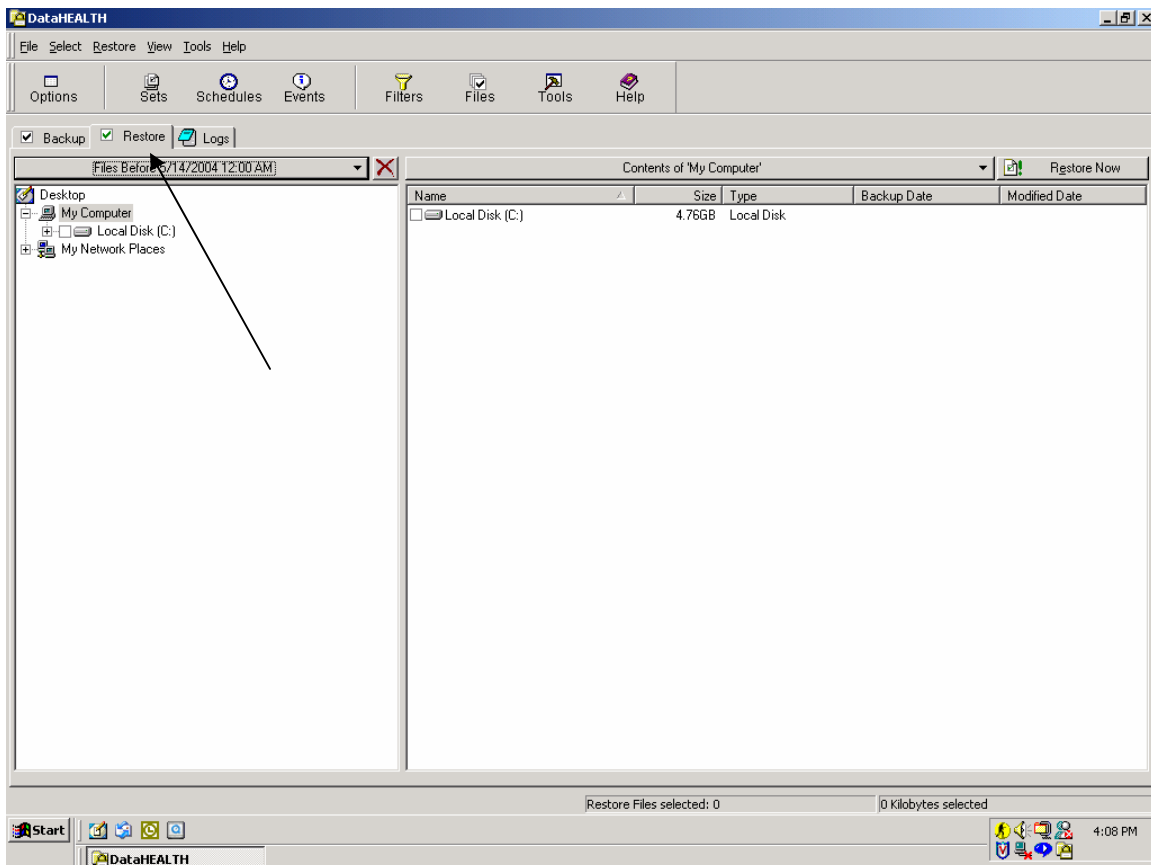 DataHEALTH
File Select Restore View Tools Help
Options Sets Schedules Events Filters Files Tools Help
Backup Restore Logs
Files Before 5/14/2004 12:00 AM Contents of 'My Computer' Restore Now
Desktop
My Computer
Local Disk (C:)
My Network Places
Name Size Type Backup Date Modified Date
Local Disk (C:) 4.76GB Local Disk
Restore Files selected: 0 0 Kilobytes selected
Start 4:08 PM
DataHEALTH